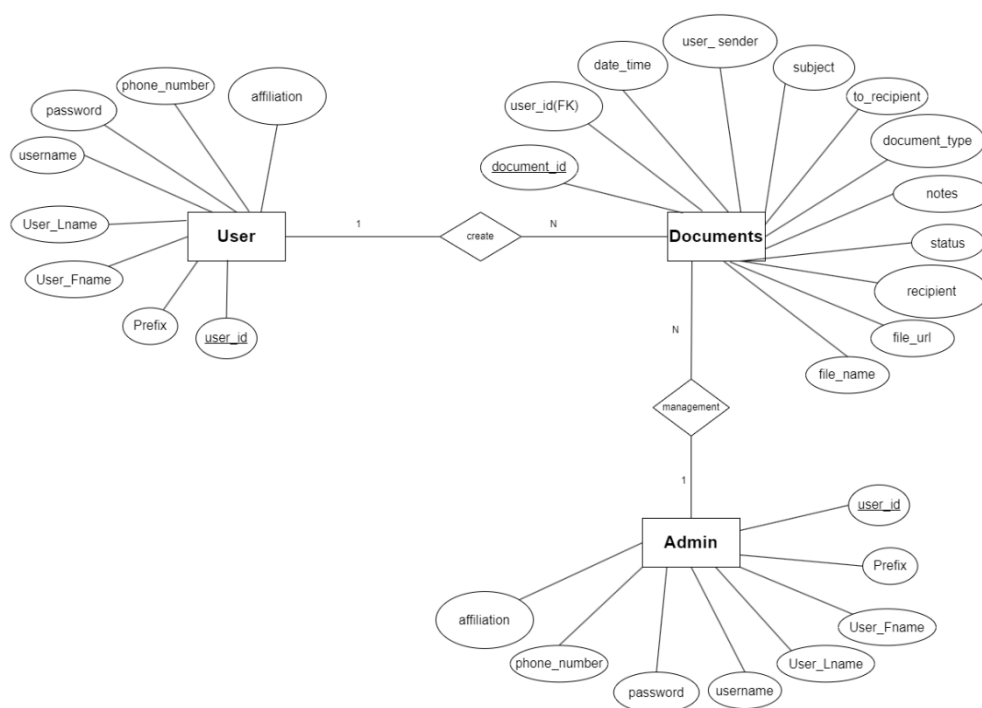 user_ sender
date_time
subject
phone_number
affiliation
to_recipient
user_id(FK)
password
document_type
username
document_id
notes
User_Lname
User
1
create
N
Documents
status
User_Fname
recipient
Prefix
user_id
file_url
N
file_name
management
1
user_id
Admin
Prefix
affiliation
User_Fname
phone_number
User_Lname
password
username